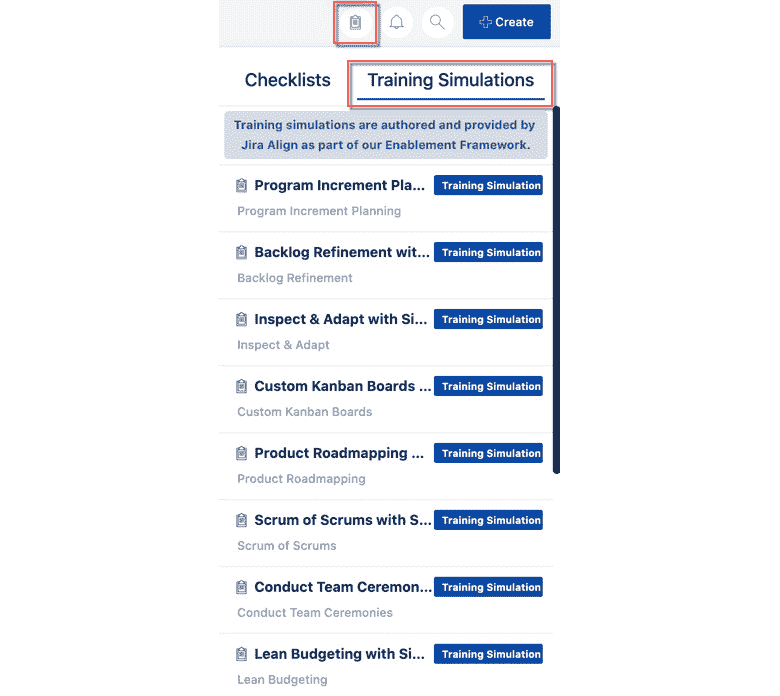 Create
Checklists
Training Simulations
Training simulations are authored and provided by
Jira Align as part of our Enablement Framework.
Program Increment Pla... Training Simulation
Program Increment Planning
Backlog Refinement wit... Training Simulation
Backlog Refinement
Inspect & Adapt with Si... Training Simulation
Inspect & Adapt
Custom Kanban Boards ... Training Simulation
Custom Kanban Boards
Product Roadmapping ... Training Simulation
Product Roadmapping
Scrum of Scrums with S... Training Simulation
Scrum of Scrums
Conduct Team Ceremon... Training Simulation
Conduct Team Ceremonies
Lean Budgeting with Si... Training Simulation
Lean Budgeting